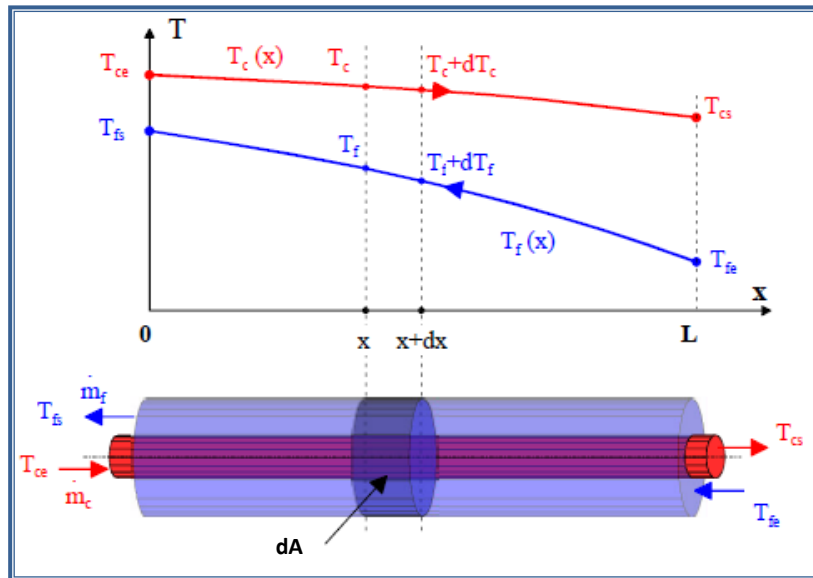 T
T_ce
T_c (x)
T_c
T_c+dT_c
T_cs
T_fs
T_f
T_f+dT_f
T_f (x)
T_fe
x
0
x
x+dx
L
ṁ_f
T_fs
T_cs
T_ce
ṁ_c
T_fe
dA